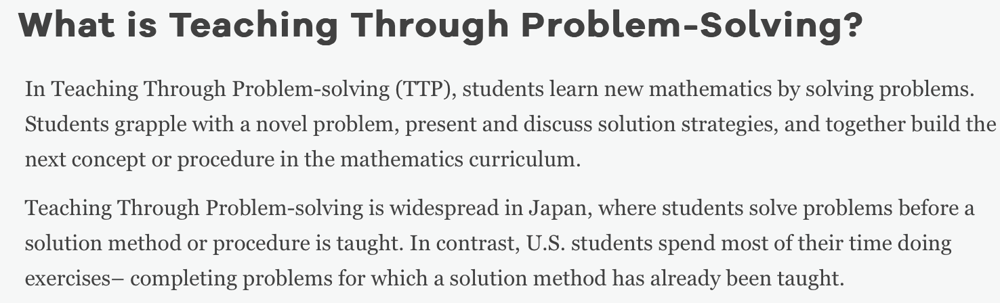 What is Teaching Through Problem-Solving?
In Teaching Through Problem-solving (TTP), students learn new mathematics by solving problems.
Students grapple with a novel problem, present and discuss solution strategies, and together build the
next concept or procedure in the mathematics curriculum.
Teaching Through Problem-solving is widespread in Japan, where students solve problems before a
solution method or procedure is taught. In contrast, U.S. students spend most of their time doing
exercises– completing problems for which a solution method has already been taught.